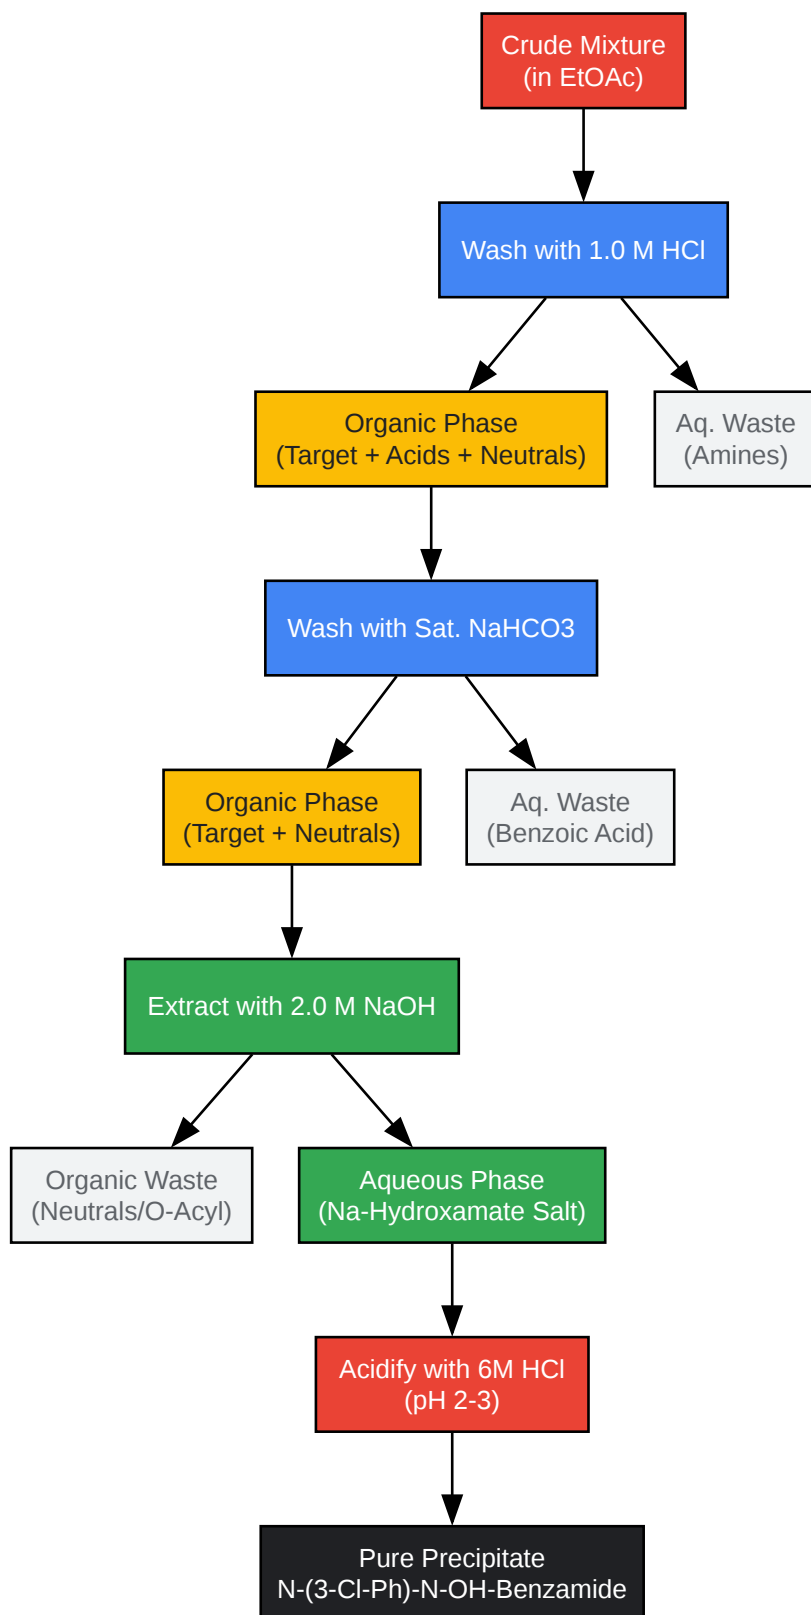 Crude Mixture
(in EtOAc)
Wash with 1.0 M HCl
Organic Phase
(Target + Acids + Neutrals)
Aq. Waste
(Amines)
Wash with Sat. NaHCO3
Organic Phase
(Target + Neutrals)
Aq. Waste
(Benzoic Acid)
Extract with 2.0 M NaOH
Organic Waste
(Neutrals/O-Acyl)
Aqueous Phase
(Na-Hydroxamate Salt)
Acidify with 6M HCl
(pH 2-3)
Pure Precipitate
N-(3-Cl-Ph)-N-OH-Benzamide